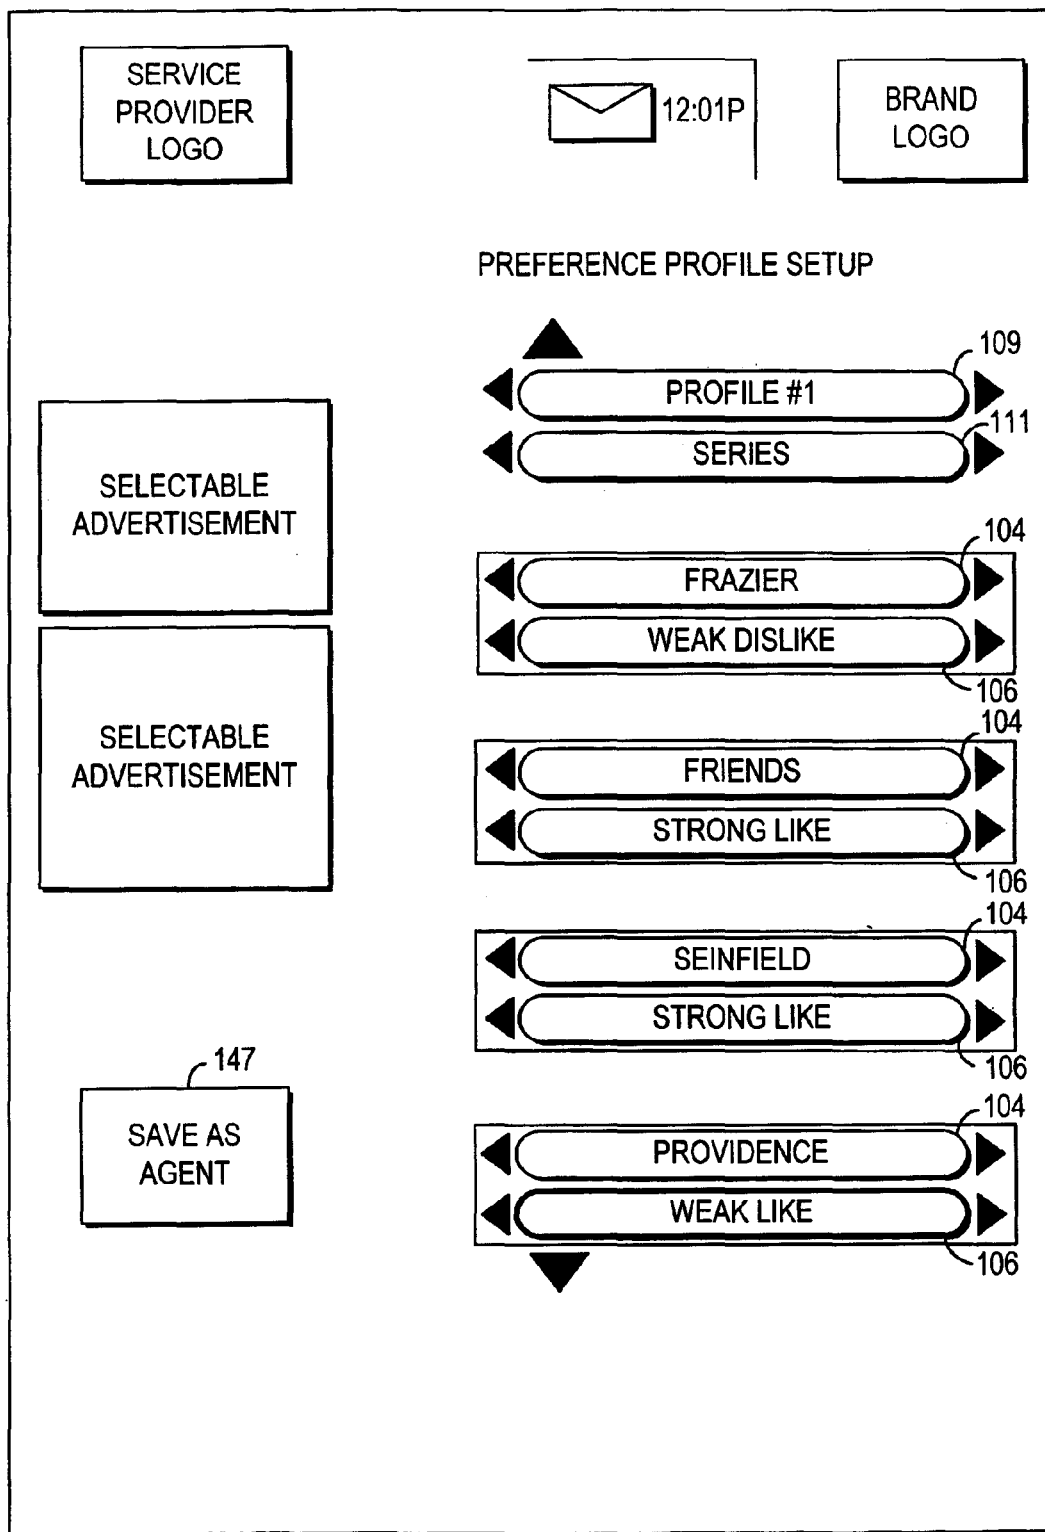 SERVICE
PROVIDER
LOGO
12:01P
BRAND
LOGO
PREFERENCE PROFILE SETUP
109
PROFILE #1
111
SERIES
SELECTABLE
ADVERTISEMENT
104
FRAZIER
WEAK DISLIKE
106
SELECTABLE
ADVERTISEMENT
104
FRIENDS
STRONG LIKE
106
104
SEINFIELD
STRONG LIKE
106
147
SAVE AS
AGENT
104
PROVIDENCE
WEAK LIKE
106